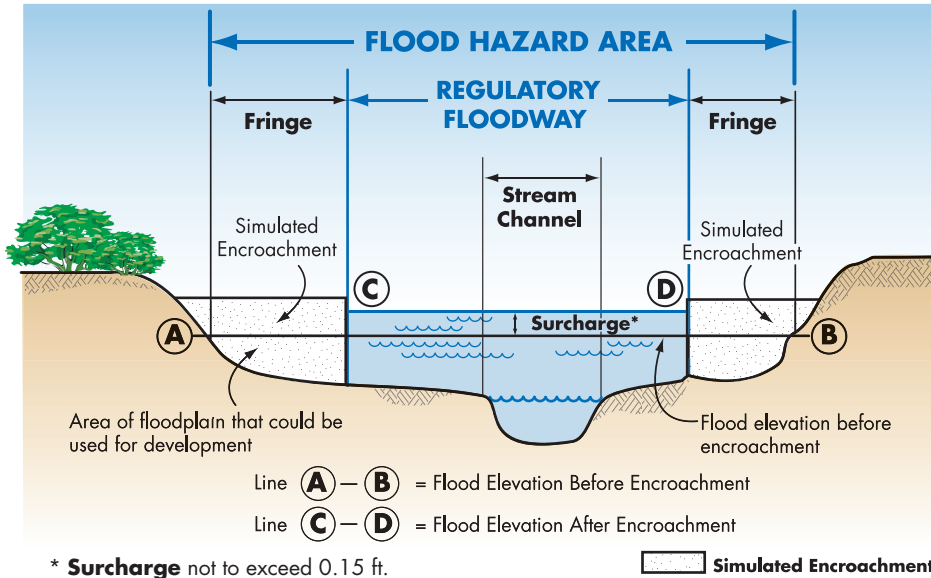 FLOOD HAZARD AREA
REGULATORY
FLOODWAY
Fringe
Fringe
Stream
Channel
Simulated
Encroachment
Simulated
Encroachment
C
D
Surcharge*
A
B
Area of floodplain that could be
used for development
Flood elevation before
encroachment
Line A – B = Flood Elevation Before Encroachment
Line C – D = Flood Elevation After Encroachment
* Surcharge not to exceed 0.15 ft.
Simulated Encroachment